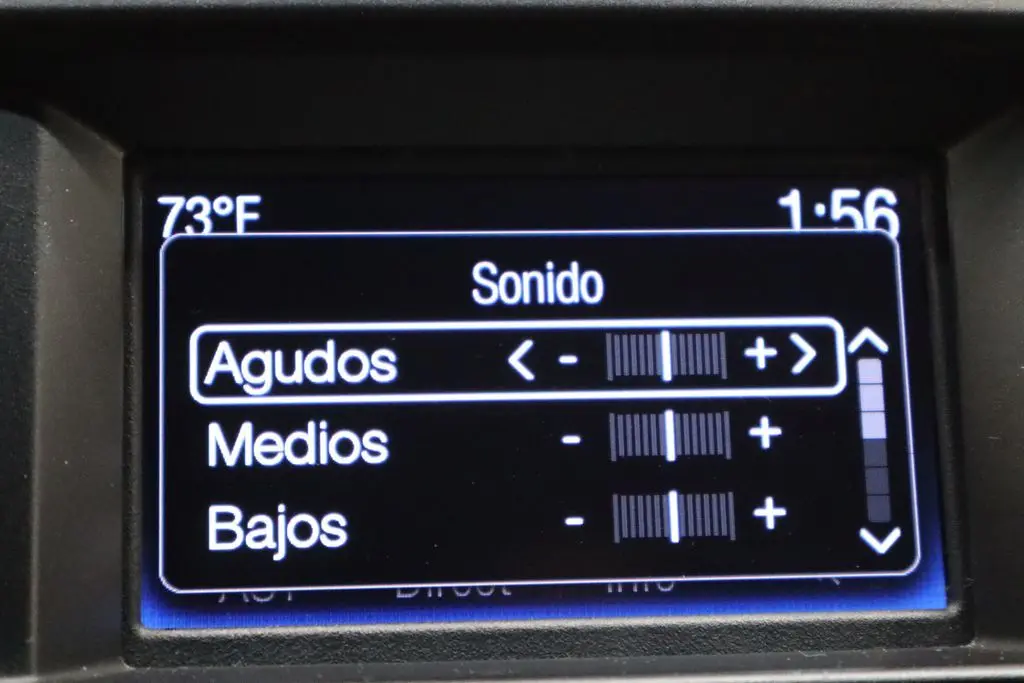 73°F 1:56
Sonido
Agudos < - + >
Medios - +
Bajos - +